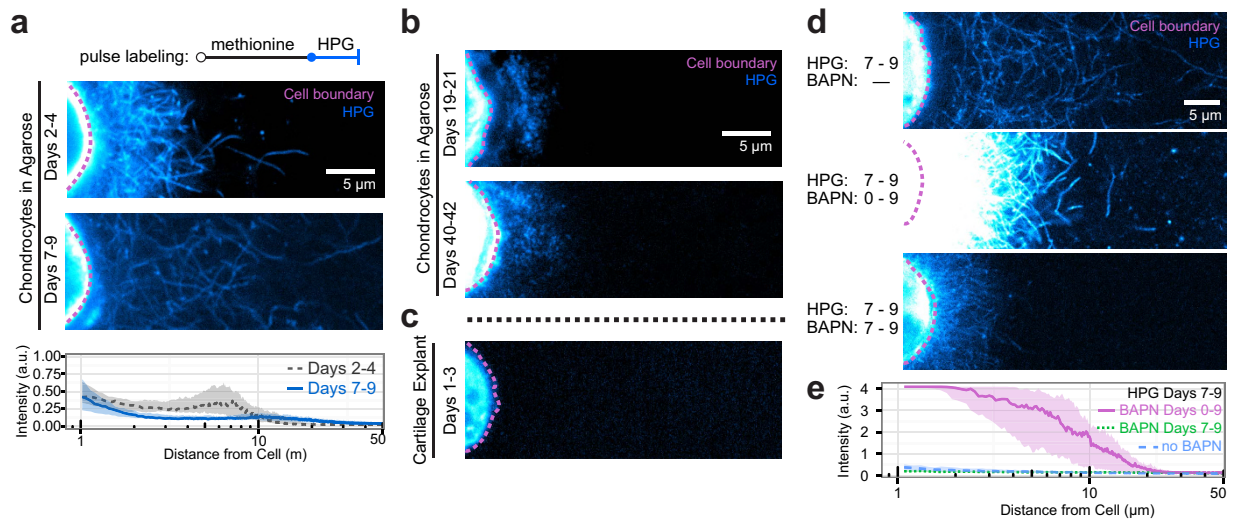 a
pulse labeling:
methionine
HPG
Chondrocytes in Agarose
Days 2-4
Cell boundary
HPG
5 µm
Days 7-9
Intensity (a.u.)
1.00
0.75
0.50
0.25
0.00
Days 2-4
Days 7-9
1
10
50
Distance from Cell (m)
b
Chondrocytes in Agarose
Days 19-21
Cell boundary
HPG
5 µm
Days 40-42
c
Cartilage Explant
Days 1-3
d
HPG: 7 - 9
BAPN: —
Cell boundary
HPG
5 µm
HPG: 7 - 9
BAPN: 0 - 9
HPG: 7 - 9
BAPN: 7 - 9
e
Intensity (a.u.)
4
3
2
1
0
HPG Days 7-9
BAPN Days 0-9
BAPN Days 7-9
no BAPN
1
10
50
Distance from Cell (µm)